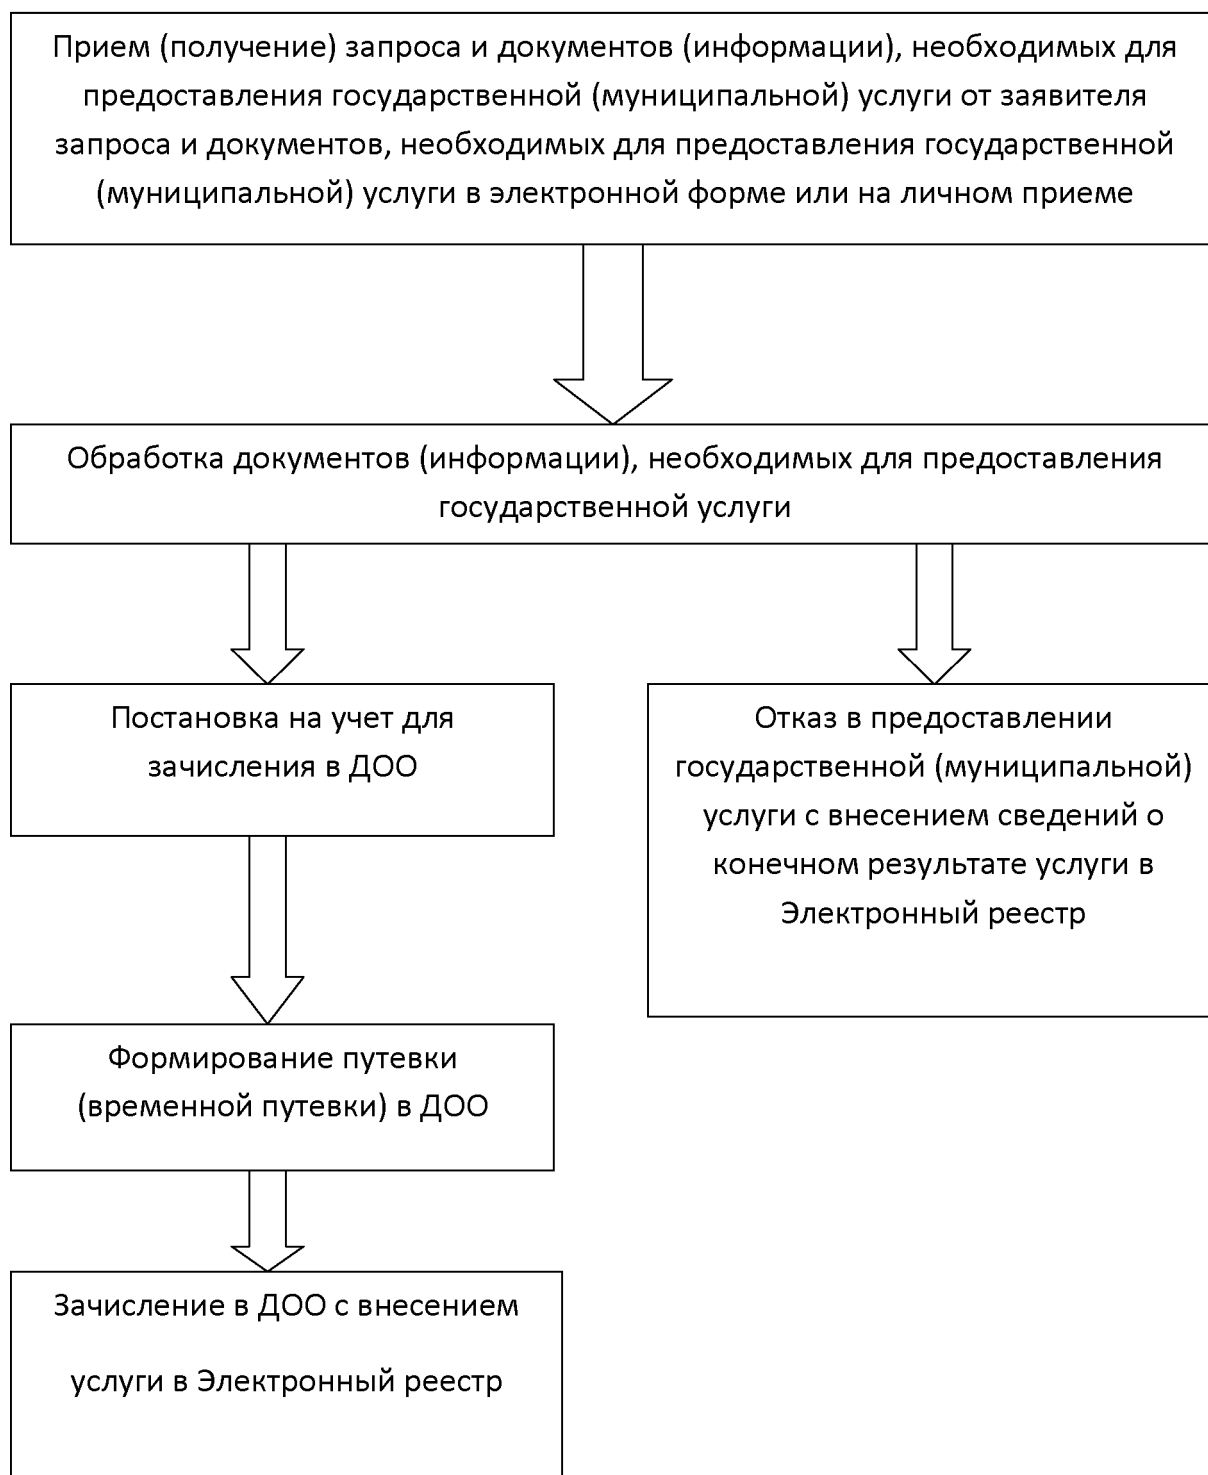 Прием (получение) запроса и документов (информации), необходимых для
предоставления государственной (муниципальной) услуги от заявителя
запроса и документов, необходимых для предоставления государственной
(муниципальной) услуги в электронной форме или на личном приеме
Обработка документов (информации), необходимых для предоставления
государственной услуги
Постановка на учет для
зачисления в ДОО
Отказ в предоставлении
государственной (муниципальной)
услуги с внесением сведений о
конечном результате услуги в
Электронный реестр
Формирование путевки
(временной путевки) в ДОО
Зачисление в ДОО с внесением
услуги в Электронный реестр